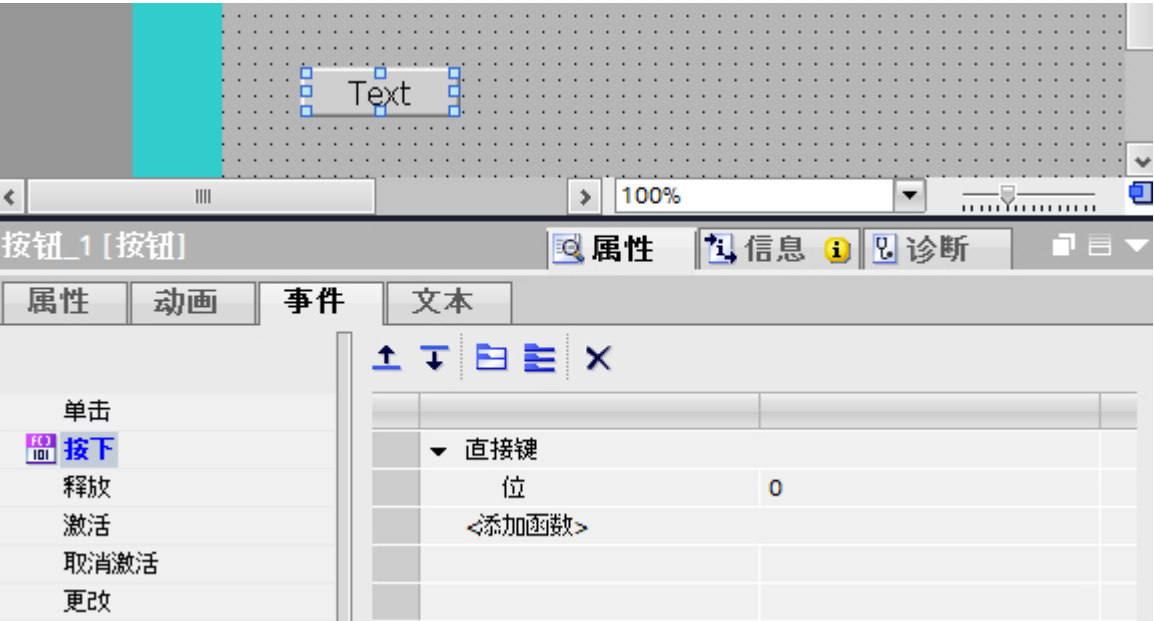 Text
100%
按钮_1 [按钮]
属性
信息
诊断
属性
动画
事件
文本
单击
按下
直接键
位
0
释放
<添加函数>
激活
取消激活
更改